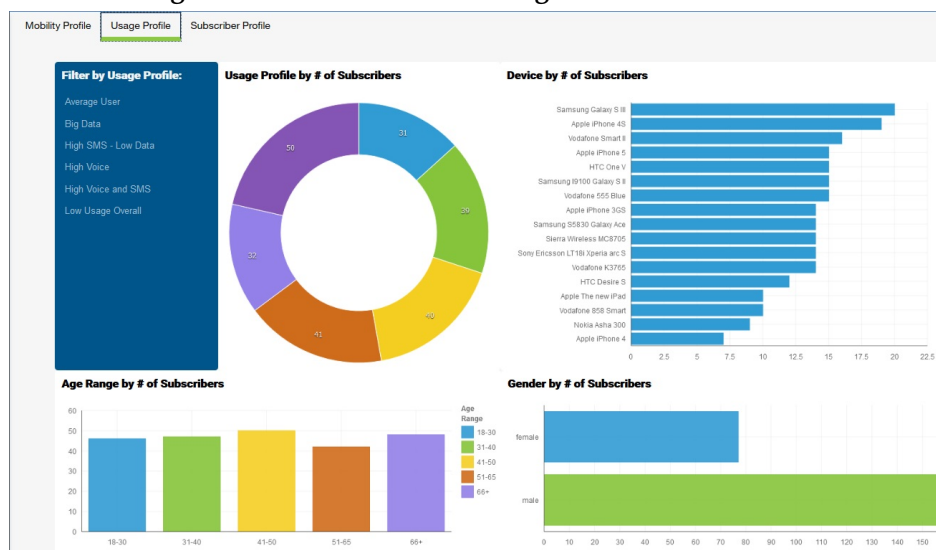 Mobility Profile Usage Profile Subscriber Profile
Filter by Usage Profile:
Average User
Big Data
High SMS - Low Data
High Voice
High Voice and SMS
Low Usage Overall
Usage Profile by # of Subscribers
31
39
40
41
32
50
Device by # of Subscribers
Samsung Galaxy S III
Apple iPhone 4S
Vodafone Smart II
Apple iPhone 5
HTC One V
Samsung I9100 Galaxy S II
Vodafone 555 Blue
Apple iPhone 3GS
Samsung S5830 Galaxy Ace
Sierra Wireless MC8705
Sony Ericsson LT18i Xperia arc S
Vodafone K3765
HTC Desire S
Apple The new iPad
Vodafone 858 Smart
Nokia Asha 300
Apple iPhone 4
0 2.5 5 7.5 10 12.5 15 17.5 20 22.5
Age Range by # of Subscribers
60
50
40
30
20
10
0
18-30 31-40 41-50 51-65 66+
Age
Range
18-30
31-40
41-50
51-65
66+
Gender by # of Subscribers
female
male
0 10 20 30 40 50 60 70 80 90 100 110 120 130 140 150